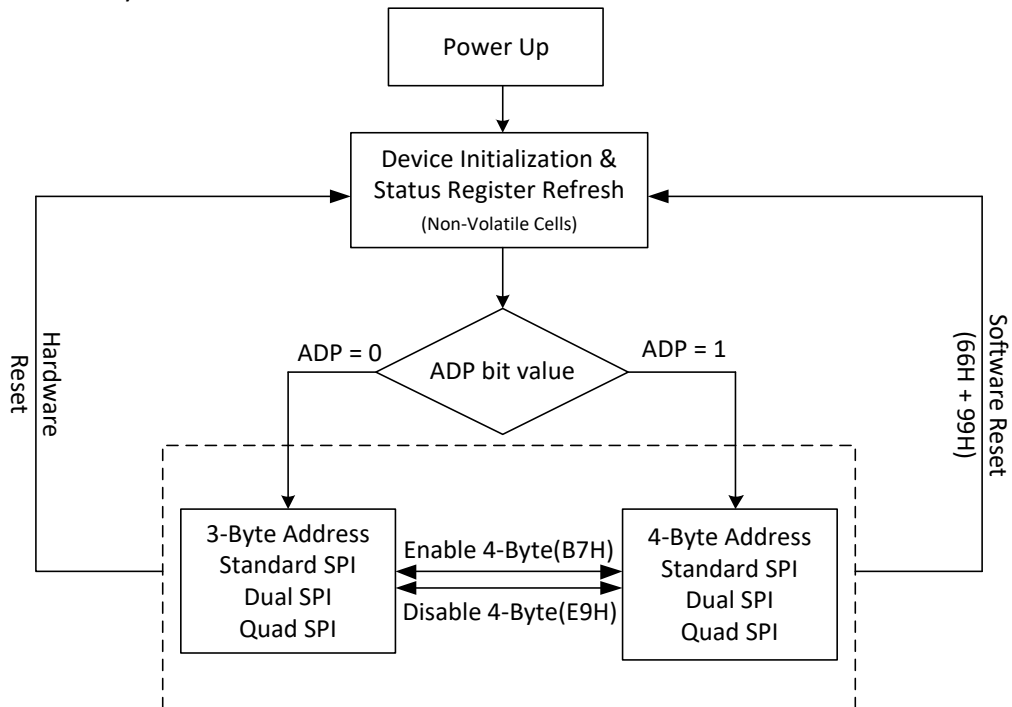 Power Up
Device Initialization &
Status Register Refresh
(Non-Volatile Cells)
Hardware
Reset
ADP = 0
ADP bit value
ADP = 1
Software Reset
(66H + 99H)
3-Byte Address
Standard SPI
Dual SPI
Quad SPI
Enable 4-Byte(B7H)
Disable 4-Byte(E9H)
4-Byte Address
Standard SPI
Dual SPI
Quad SPI